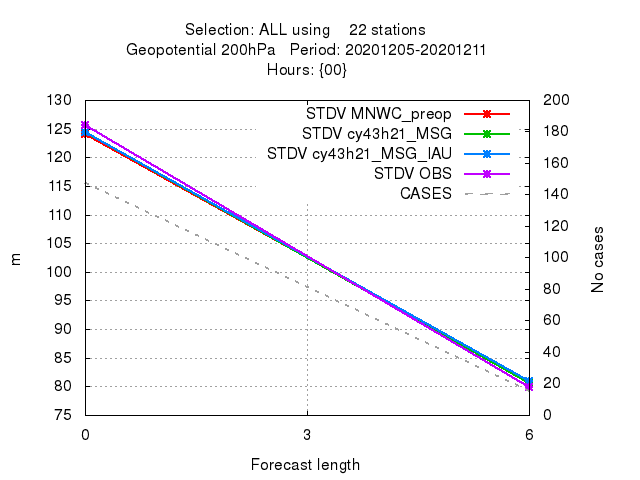 Selection: ALL using    22 stations
Geopotential 200hPa   Period: 20201205-20201211
Hours: {00}
STDV MNWC_preop
STDV cy43h21_MSG
STDV cy43h21_MSG_IAU
STDV OBS
CASES
130
125
120
115
110
105
100
95
90
85
80
75
m
200
180
160
140
120
100
80
60
40
20
0
No cases
0 3 6
Forecast length